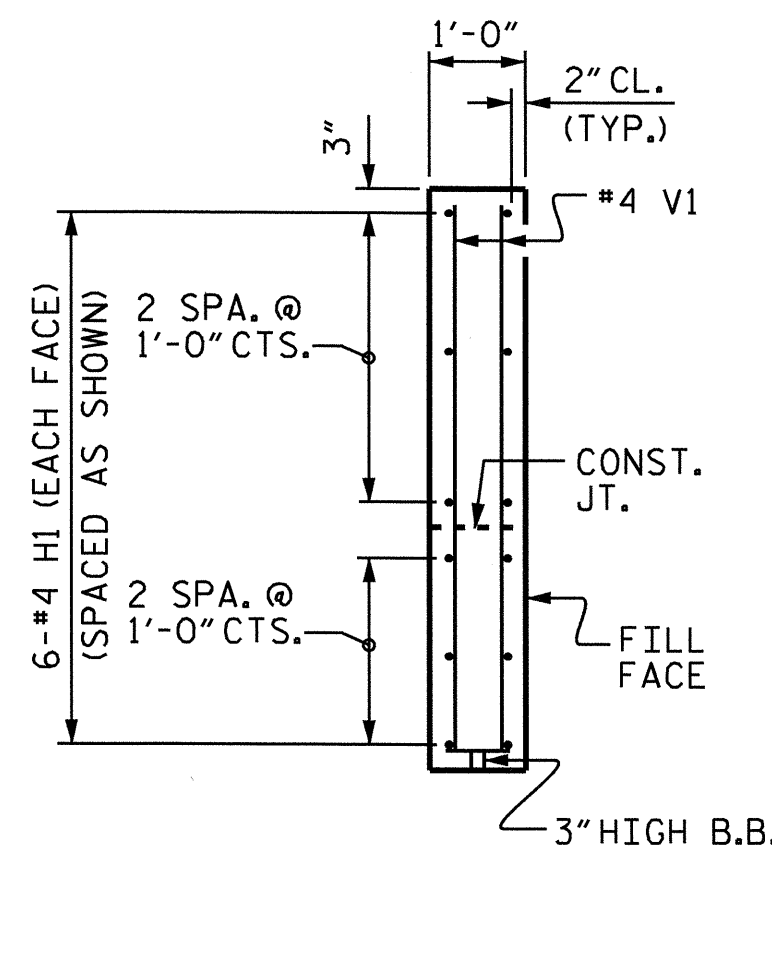 1'-0"
2" CL.
(TYP.)
3"
#4 V1
6-#4 H1 (EACH FACE)
(SPACED AS SHOWN)
2 SPA. @
1'-0" CTS.
CONST.
JT.
2 SPA. @
1'-0" CTS.
FILL
FACE
3" HIGH B.B.